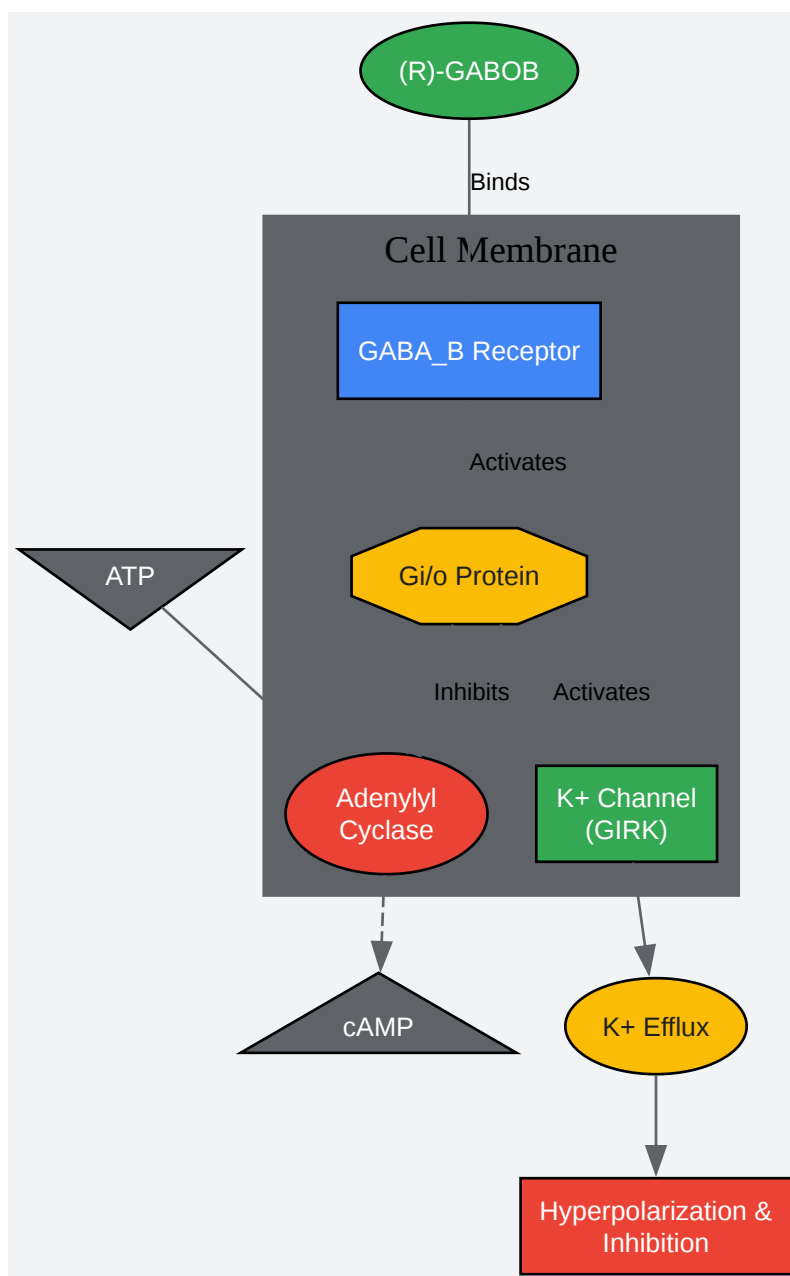 (R)-GABOB
Binds
Cell Membrane
GABA_B Receptor
Activates
ATP
Gi/o Protein
Inhibits
Activates
Adenylyl
Cyclase
K+ Channel
(GIRK)
cAMP
K+ Efflux
Hyperpolarization &
Inhibition